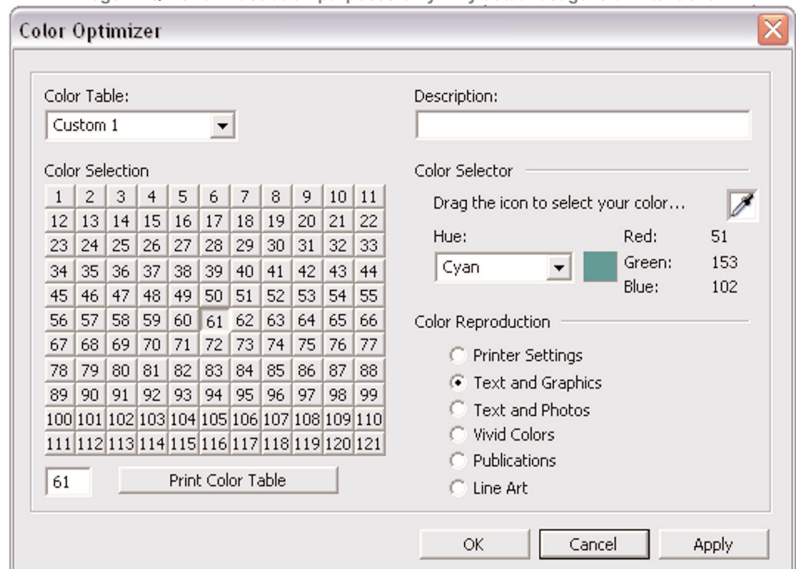 Color Optimizer
Color Table:
Custom 1
Description:
Color Selection
1 2 3 4 5 6 7 8 9 10 11
12 13 14 15 16 17 18 19 20 21 22
23 24 25 26 27 28 29 30 31 32 33
34 35 36 37 38 39 40 41 42 43 44
45 46 47 48 49 50 51 52 53 54 55
56 57 58 59 60 61 62 63 64 65 66
67 68 69 70 71 72 73 74 75 76 77
78 79 80 81 82 83 84 85 86 87 88
89 90 91 92 93 94 95 96 97 98 99
100 101 102 103 104 105 106 107 108 109 110
111 112 113 114 115 116 117 118 119 120 121
61
Print Color Table
Color Selector
Drag the icon to select your color...
Hue:
Cyan
Red: 51
Green: 153
Blue: 102
Color Reproduction
Printer Settings
Text and Graphics
Text and Photos
Vivid Colors
Publications
Line Art
OK
Cancel
Apply